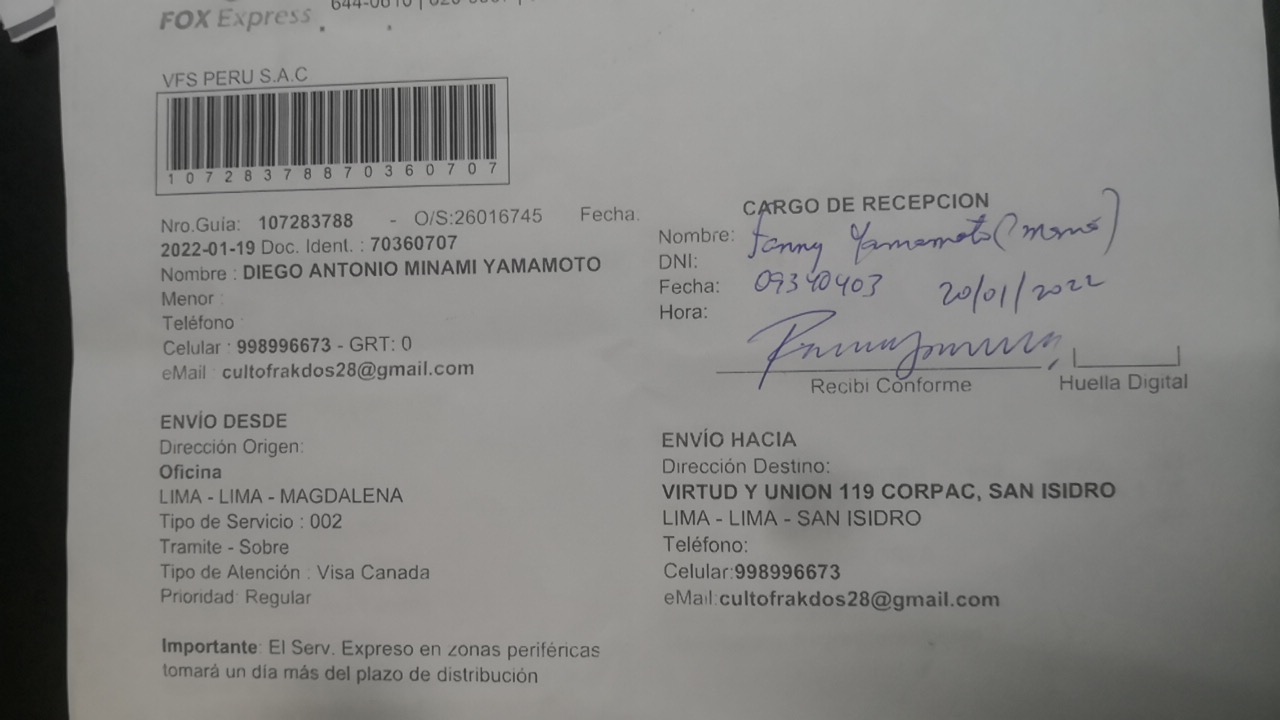 FOX Express
VFS PERU S.A.C
10728378870360707
Nro.Guía: 107283788 - O/S:26016745 Fecha.
2022-01-19 Doc. Ident. : 70360707
Nombre : DIEGO ANTONIO MINAMI YAMAMOTO
Menor :
Teléfono
Celular : 998996673 - GRT: 0
eMail : cultofrakdos28@gmail.com
ENVÍO DESDE
Dirección Origen:
Oficina
LIMA - LIMA - MAGDALENA
Tipo de Servicio : 002
Tramite - Sobre
Tipo de Atención : Visa Canada
Prioridad: Regular
Importante: El Serv. Expreso en zonas periféricas
tomará un día más del plazo de distribución
CARGO DE RECEPCION
Nombre: Fanny Yamamoto (mamá)
DNI:
Fecha: 09340403 20/01/2022
Hora:
Recibi Conforme
Huella Digital
ENVÍO HACIA
Dirección Destino:
VIRTUD Y UNION 119 CORPAC, SAN ISIDRO
LIMA - LIMA - SAN ISIDRO
Teléfono:
Celular:998996673
eMail:cultofrakdos28@gmail.com